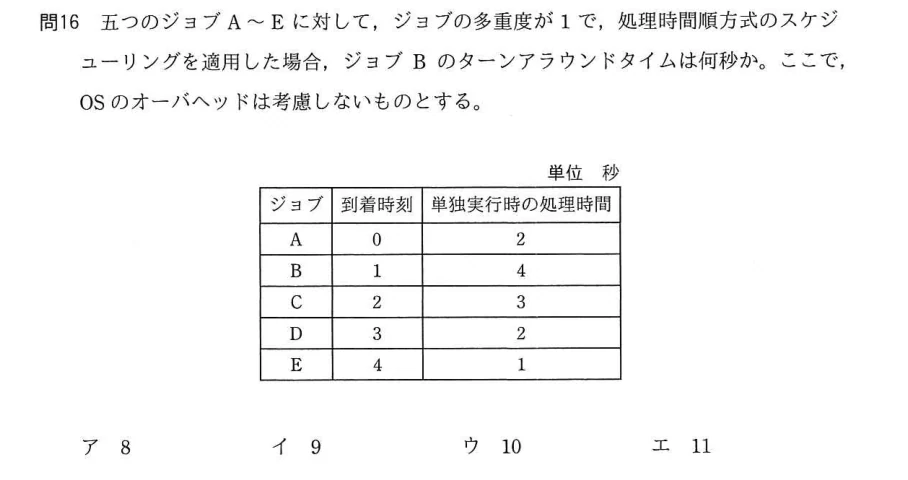 問16 五つのジョブ A ~ E に対して，ジョブの多重度が 1 で，処理時間順方式のスケジ
ューリングを適用した場合，ジョブ B のターンアラウンドタイムは何秒か。ここで，
OS のオーバヘッドは考慮しないものとする。
単位 秒
ジョブ 到着時刻 単独実行時の処理時間
A 0 2
B 1 4
C 2 3
D 3 2
E 4 1
ア 8 イ 9 ウ 10 エ 11